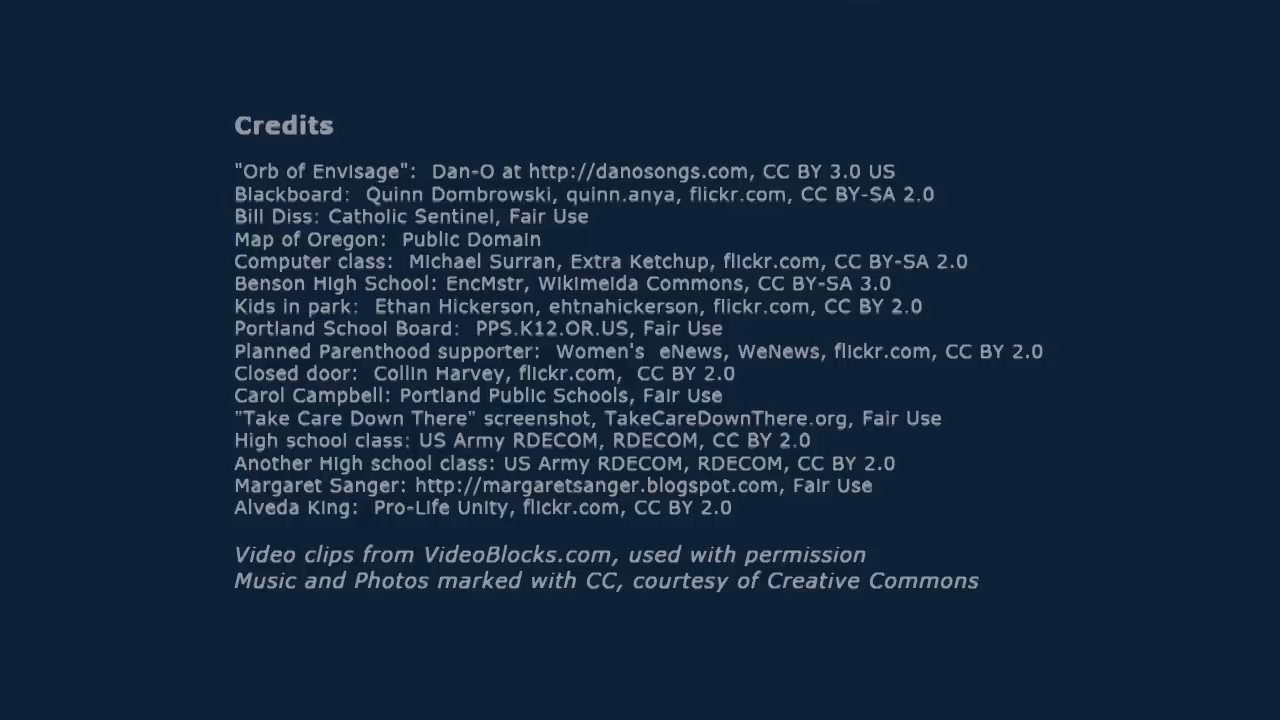 Credits
"Orb of Envisage":  Dan-O at http://danosongs.com, CC BY 3.0 US
Blackboard:  Quinn Dombrowski, quinn.anya, flickr.com, CC BY-SA 2.0
Bill Diss: Catholic Sentinel, Fair Use
Map of Oregon:  Public Domain
Computer class:  Michael Surran, Extra Ketchup, flickr.com, CC BY-SA 2.0
Benson High School: EncMstr, Wikimeida Commons, CC BY-SA 3.0
Kids in park:  Ethan Hickerson, ehtnahickerson, flickr.com, CC BY 2.0
Portland School Board:  PPS.K12.OR.US, Fair Use
Planned Parenthood supporter:  Women's  eNews, WeNews, flickr.com, CC BY 2.0
Closed door:  Collin Harvey, flickr.com,  CC BY 2.0
Carol Campbell: Portland Public Schools, Fair Use
"Take Care Down There" screenshot, TakeCareDownThere.org, Fair Use
High school class: US Army RDECOM, RDECOM, CC BY 2.0
Another High school class: US Army RDECOM, RDECOM, CC BY 2.0
Margaret Sanger: http://margaretsanger.blogspot.com, Fair Use
Alveda King:  Pro-Life Unity, flickr.com, CC BY 2.0
Video clips from VideoBlocks.com, used with permission
Music and Photos marked with CC, courtesy of Creative Commons